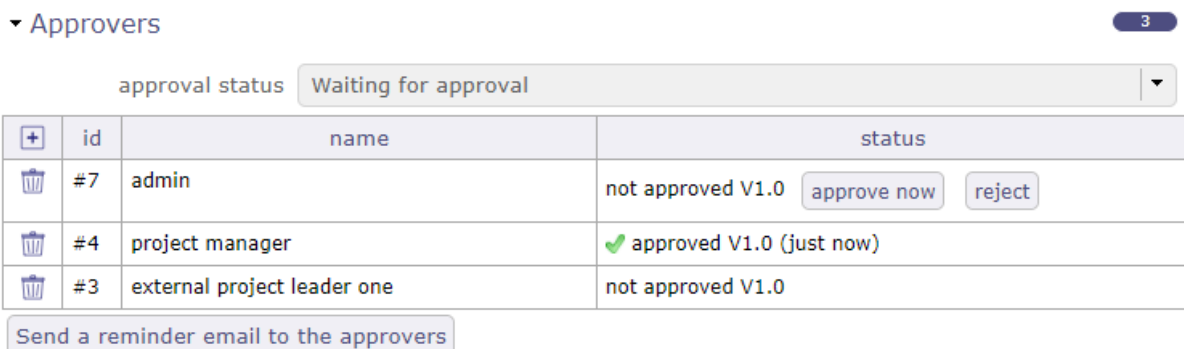 Approvers 3
approval status Waiting for approval
id name status
#7 admin not approved V1.0 approve now reject
#4 project manager approved V1.0 (just now)
#3 external project leader one not approved V1.0
Send a reminder email to the approvers